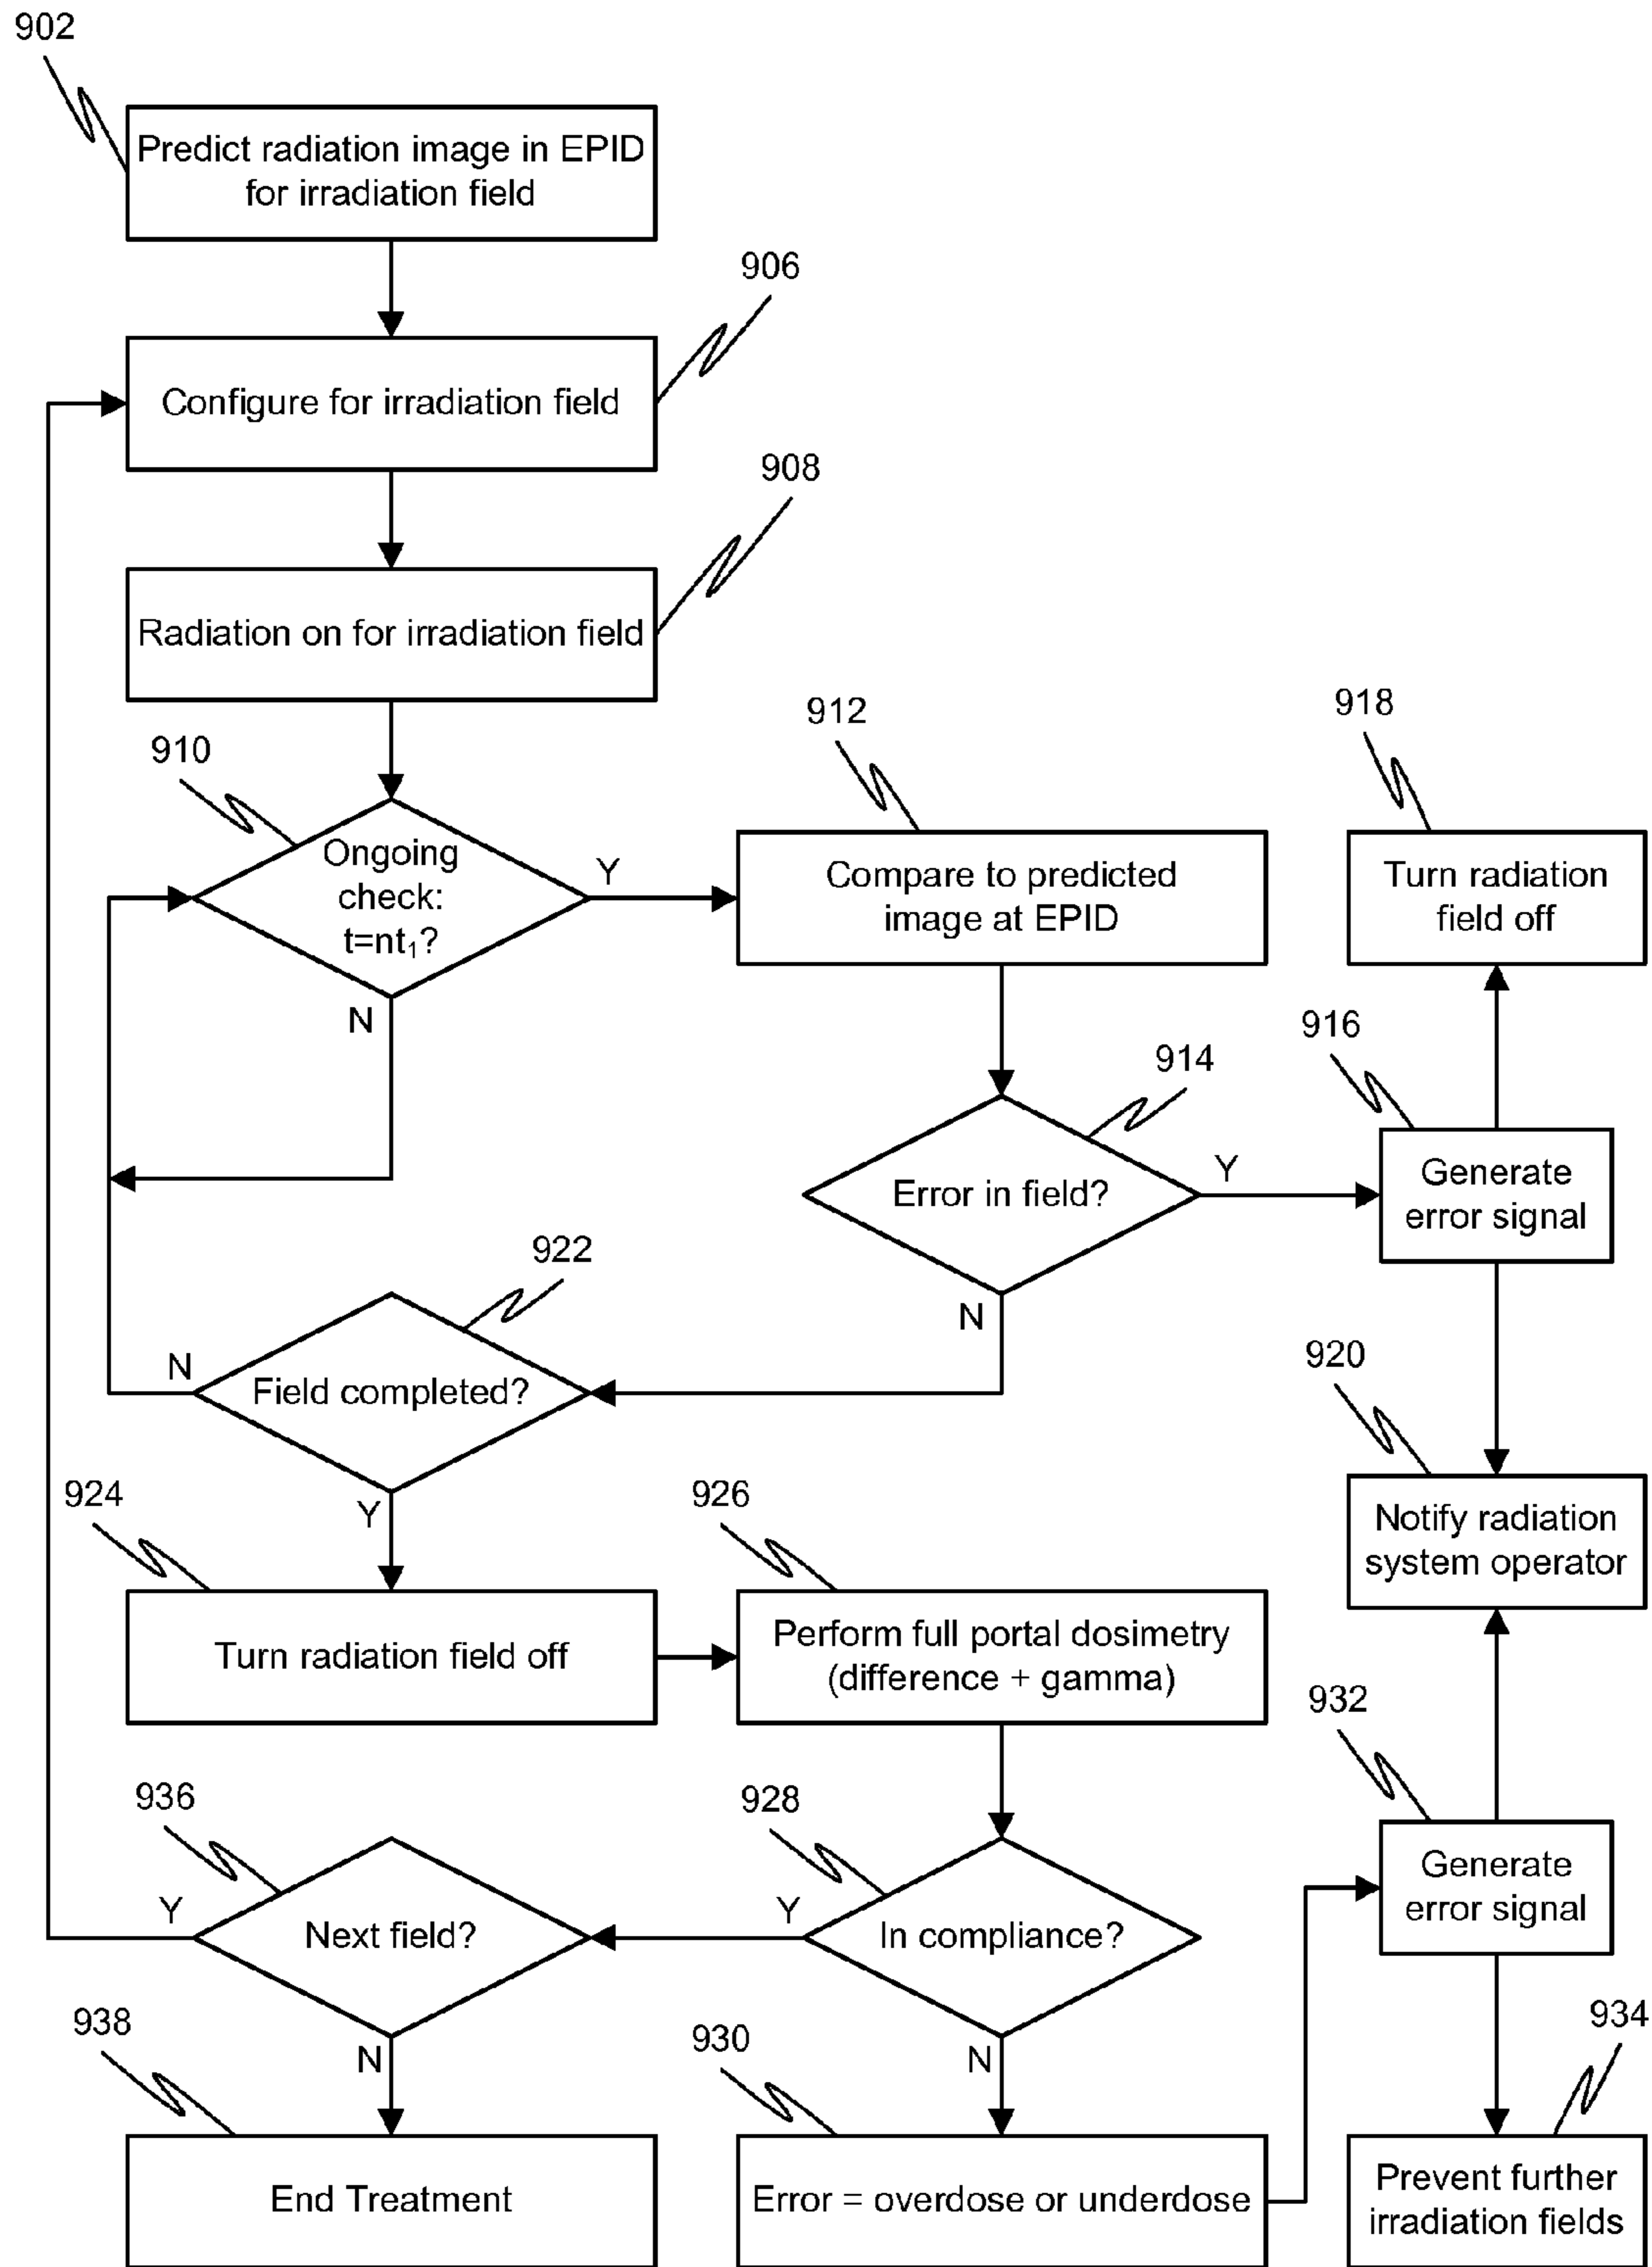 902
Predict radiation image in EPID
for irradiation field
906
Configure for irradiation field
908
Radiation on for irradiation field
910
Ongoing
check:
t=nt₁?
Y
N
912
Compare to predicted
image at EPID
918
Turn radiation
field off
914
Error in field?
Y
N
916
Generate
error signal
922
Field completed?
N
Y
920
Notify radiation
system operator
924
Turn radiation field off
926
Perform full portal dosimetry
(difference + gamma)
932
Generate
error signal
936
Next field?
Y
N
928
In compliance?
Y
N
938
End Treatment
930
Error = overdose or underdose
934
Prevent further
irradiation fields